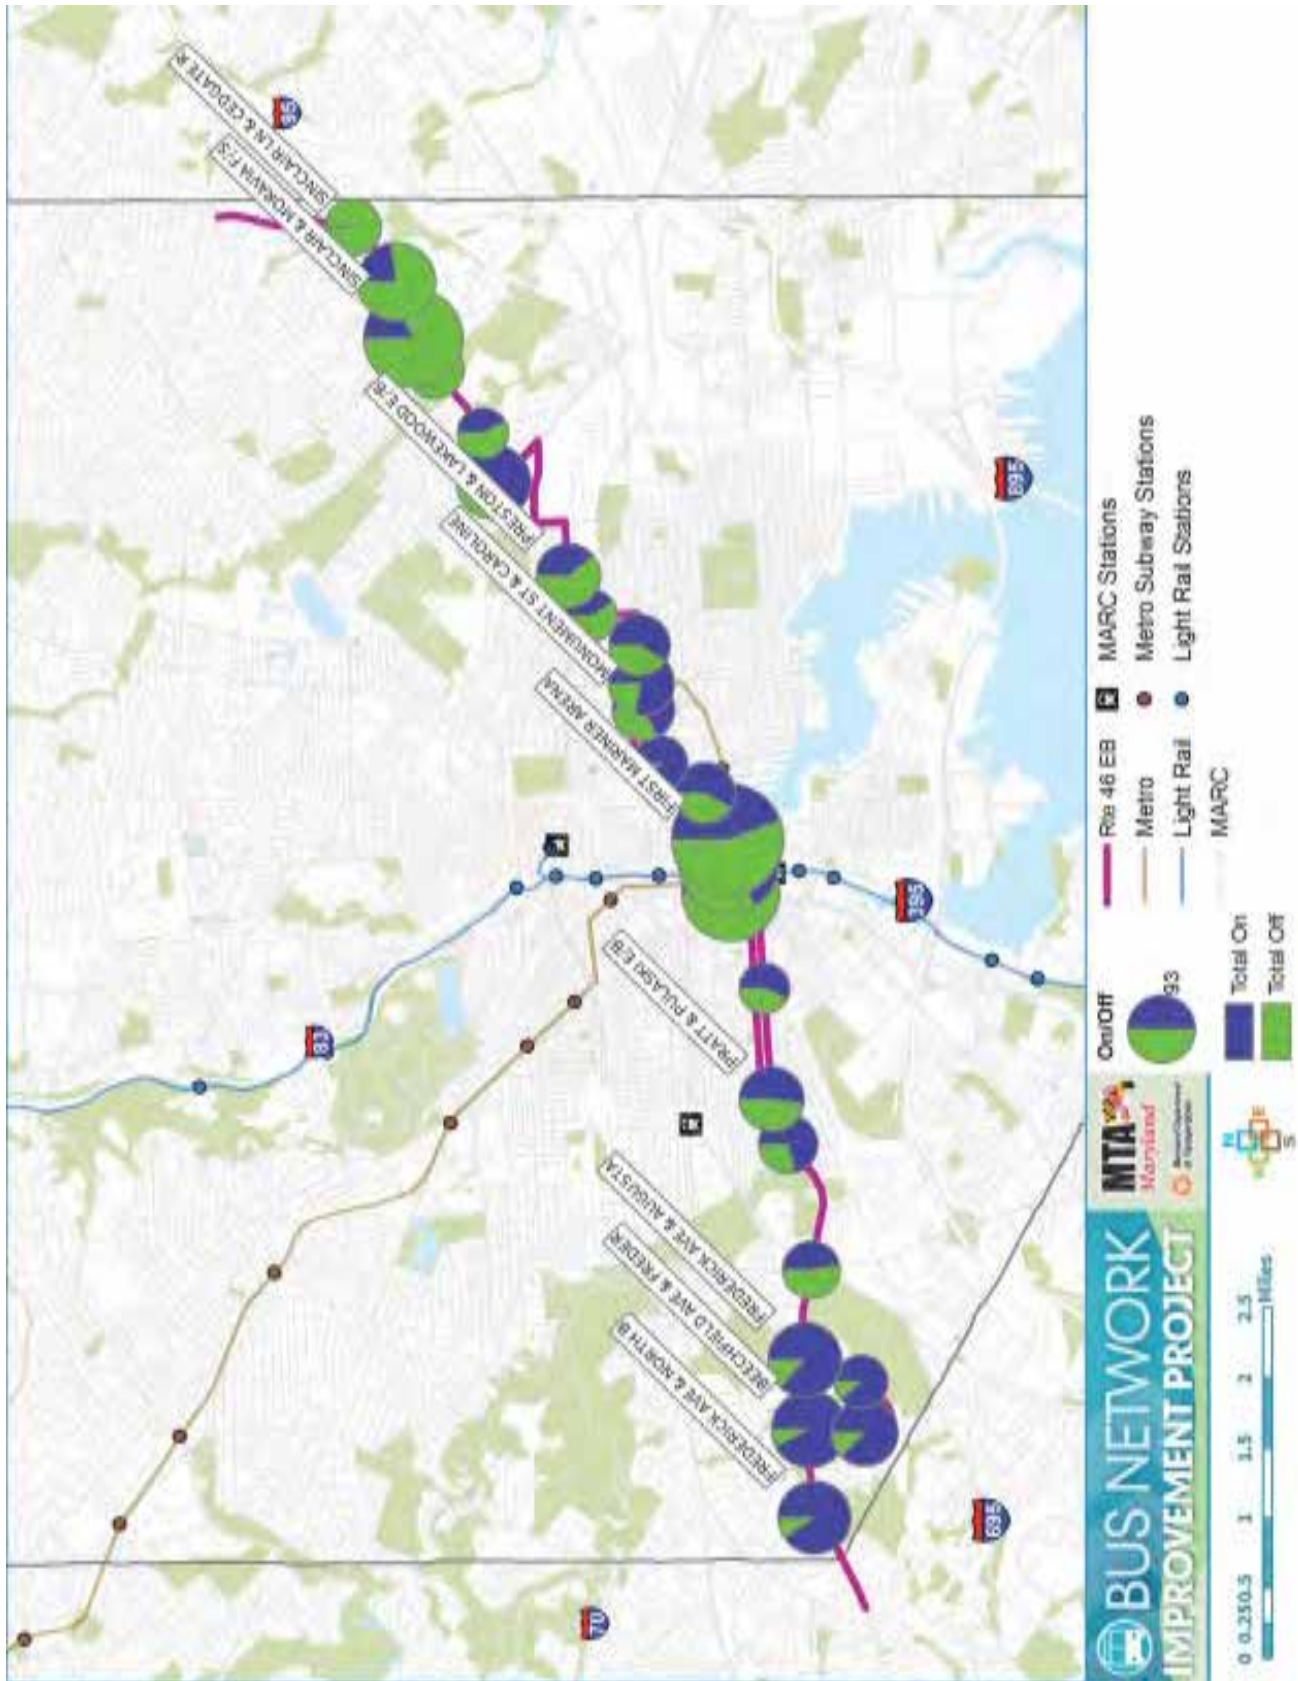 SINCLAIR LN & CEDGATE R
SINCLAIR & MORAVIA F/S
PRESTON & LAKEWOOD E/B
MONUMENT ST & CAROLINE
FIRST MARINER ARENA
PRATT & PULASKI E/B
FREDERICK AVE & AUGUSTA
BEECHFIELD AVE & FREDER
FREDERICK AVE & NORTH B
95
895
83
395
70
695
BUS NETWORK
IMPROVEMENT PROJECT
MTA
Maryland
0 0.25 0.5 1 1.5 2 2.5
Miles
N
E
S
On/Off
93
Total On
Total Off
Rte 46 EB
Metro
Light Rail
MARC
MARC Stations
Metro Subway Stations
Light Rail Stations